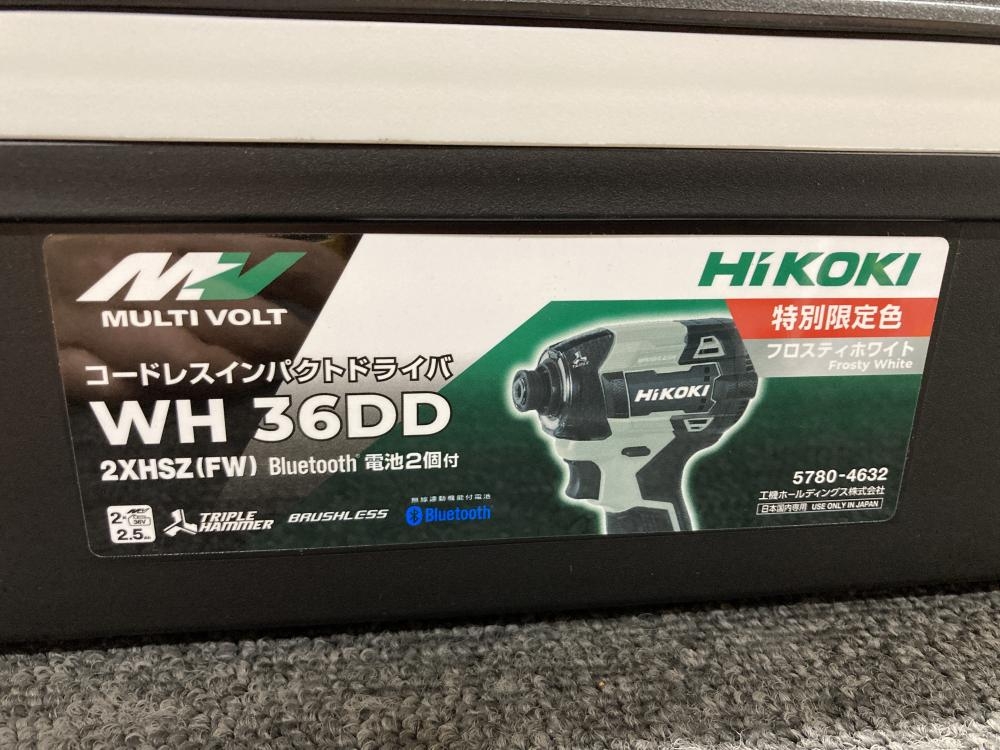 MV
MULTI VOLT
コードレスインパクトドライバ
WH 36DD
2XHSZ(FW) Bluetooth® 電池2個付
2× MV 36V
2.5Ah
TRIPLE HAMMER
BRUSHLESS
無線連動機能付電池
Bluetooth®
HiKOKI
特別限定色
フロスティホワイト
Frosty White
BRUSHLESS
HiKOKI
5780-4632
工機ホールディングス株式会社
日本国内専用 USE ONLY IN JAPAN